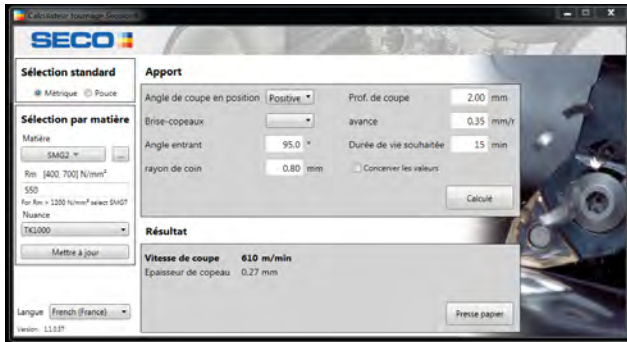 Calculateur tournage Secolor
SECO
Sélection standard
Métrique Pouce
Sélection par matière
Matière
SMG2 ...
Rm [400, 700] N/mm²
550
For Rm > 1200 N/mm² select SMG7
Nuance
TK1000
Mettre à jour
Langue French (France)
Version: 1.1.0.37
Apport
Angle de coupe en position Positive Prof. de coupe 2.00 mm
Brise-copeaux avance 0.35 mm/r
Angle entrant 95.0 ° Durée de vie souhaitée 15 min
rayon de coin 0.80 mm Concerver les valeurs
Calcule
Résultat
Vitesse de coupe 610 m/min
Epaisseur de copeau 0.27 mm
Presse papier